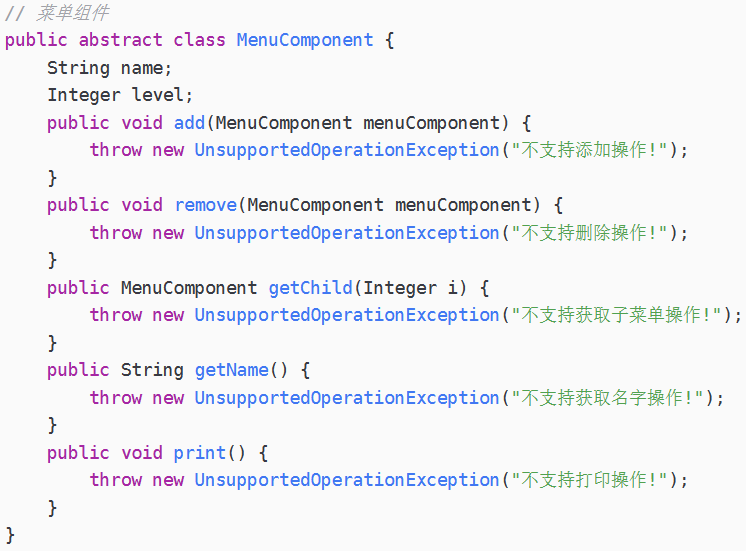 // 菜单组件
public abstract class MenuComponent {
    String name;
    Integer level;
    public void add(MenuComponent menuComponent) {
        throw new UnsupportedOperationException("不支持添加操作!");
    }
    public void remove(MenuComponent menuComponent) {
        throw new UnsupportedOperationException("不支持删除操作!");
    }
    public MenuComponent getChild(Integer i) {
        throw new UnsupportedOperationException("不支持获取子菜单操作!");
    }
    public String getName() {
        throw new UnsupportedOperationException("不支持获取名字操作!");
    }
    public void print() {
        throw new UnsupportedOperationException("不支持打印操作!");
    }
}